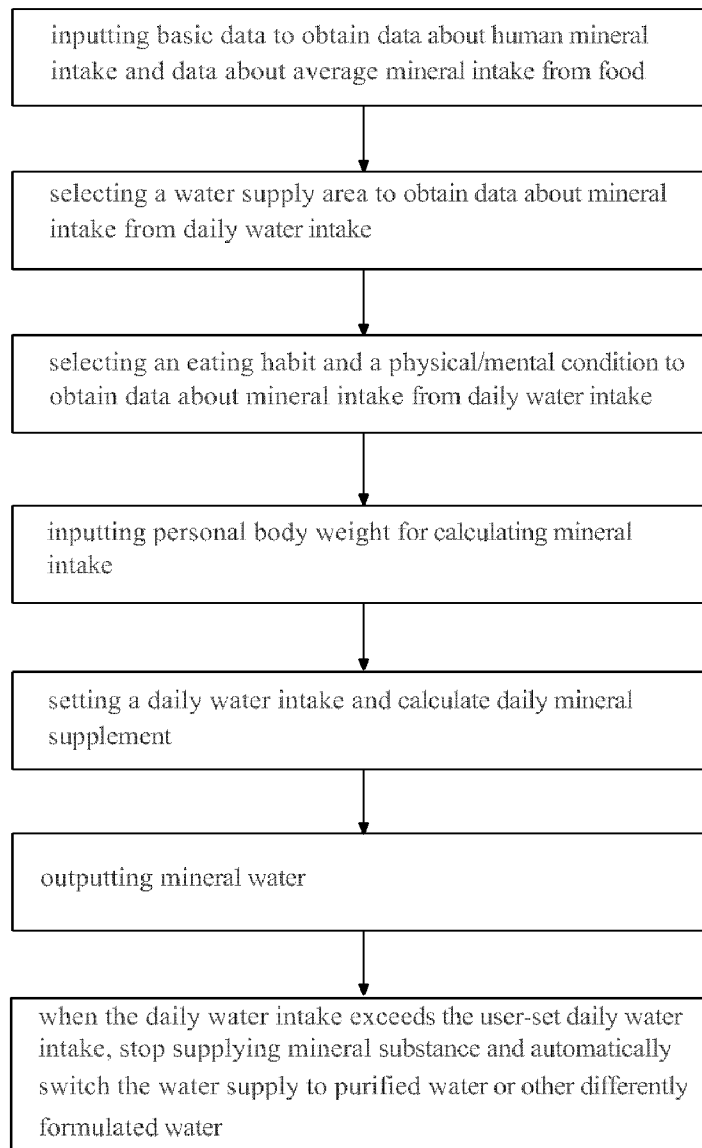 inputting basic data to obtain data about human mineral
intake and data about average mineral intake from food
selecting a water supply area to obtain data about mineral
intake from daily water intake
selecting an eating habit and a physical/mental condition to
obtain data about mineral intake from daily water intake
inputting personal body weight for calculating mineral
intake
setting a daily water intake and calculate daily mineral
supplement
outputting mineral water
when the daily water intake exceeds the user-set daily water
intake, stop supplying mineral substance and automatically
switch the water supply to purified water or other differently
formulated water